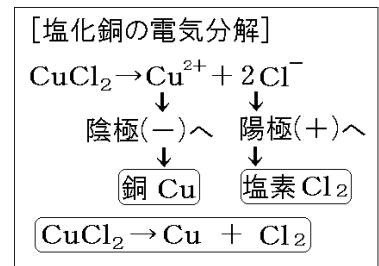 [塩化銅の電気分解]
CuCl₂→Cu²⁺+2Cl⁻
↓ ↓
陰極(−)へ 陽極(+)へ
↓ ↓
銅 Cu 塩素 Cl₂
CuCl₂→Cu + Cl₂